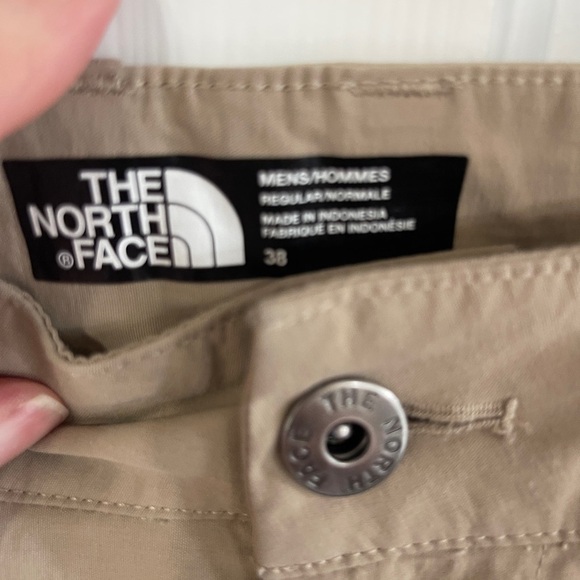 THE
NORTH
® FACE
MENS/HOMMES
REGULAR/NORMALE
MADE IN INDONESIA
FABRIQUÉ EN INDONÉSIE
38
THE NORTH FACE